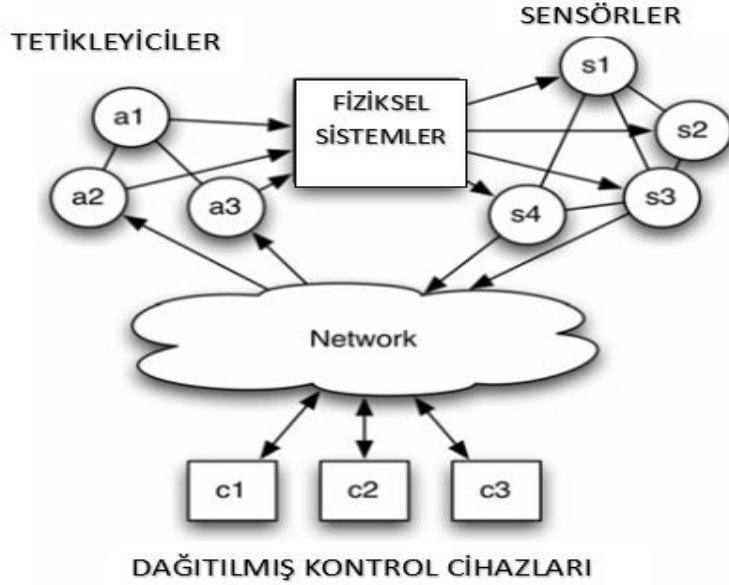 SENSÖRLER
TETİKLEYİCİLER
s1
FİZİKSEL
SİSTEMLER
a1
s2
a2
a3
s4
s3
Network
c1
c2
c3
DAĞITILMIŞ KONTROL CİHAZLARI